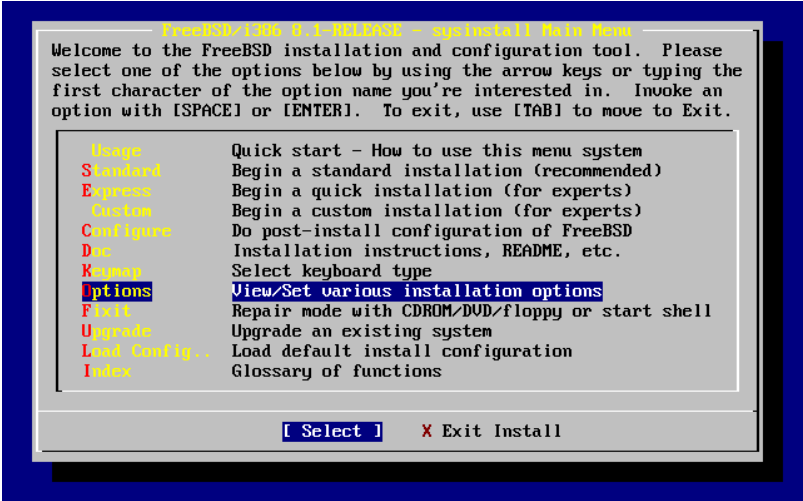 FreeBSD/i386 8.1-RELEASE - sysinstall Main Menu
Welcome to the FreeBSD installation and configuration tool.  Please
select one of the options below by using the arrow keys or typing the
first character of the option name you're interested in.  Invoke an
option with [SPACE] or [ENTER].  To exit, use [TAB] to move to Exit.
Usage Quick start - How to use this menu system
Standard Begin a standard installation (recommended)
Express Begin a quick installation (for experts)
Custom Begin a custom installation (for experts)
Configure Do post-install configuration of FreeBSD
Doc Installation instructions, README, etc.
Keymap Select keyboard type
Options View/Set various installation options
Fixit Repair mode with CDROM/DVD/floppy or start shell
Upgrade Upgrade an existing system
Load Config.. Load default install configuration
Index Glossary of functions
[ Select ] X Exit Install